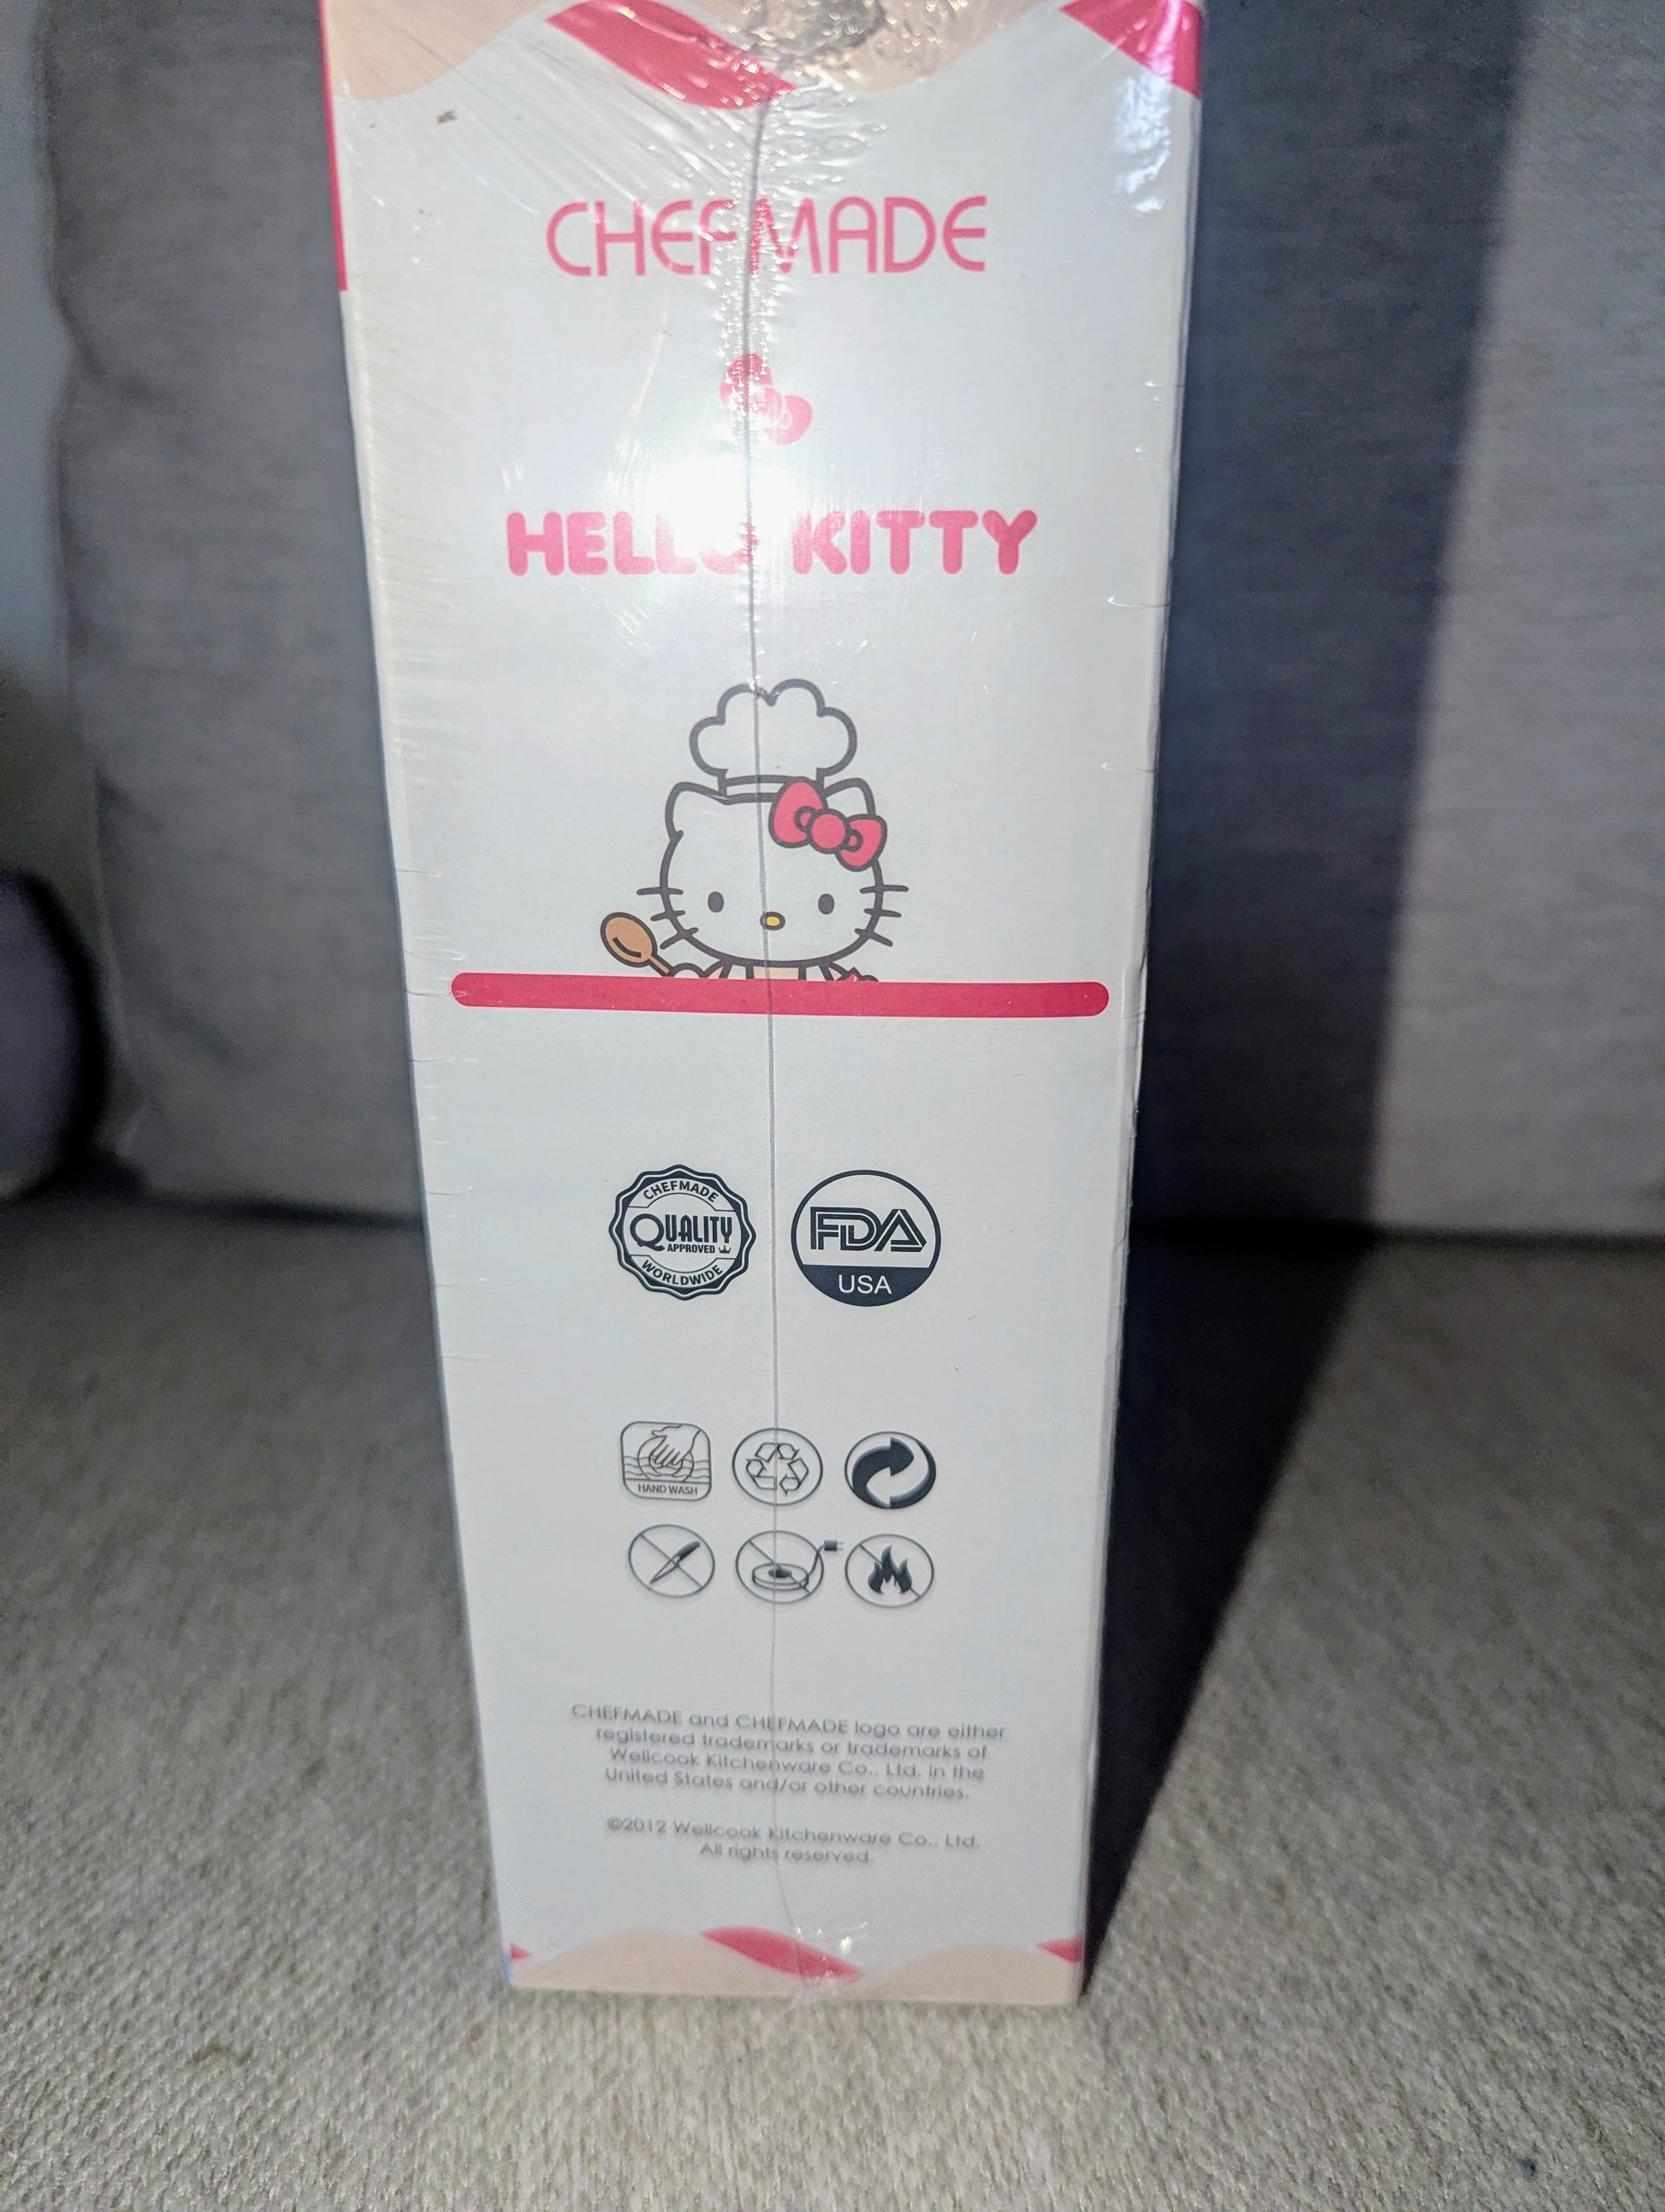 CHEFMADE
HELLO KITTY
CHEFMADE
QUALITY
APPROVED
WORLDWIDE
FDA
USA
HAND WASH
CHEFMADE and CHEFMADE logo are either
registered trademarks or trademarks of
Wellcook Kitchenware Co., Ltd. in the
United States and/or other countries.
©2012 Wellcook Kitchenware Co., Ltd.
All rights reserved.